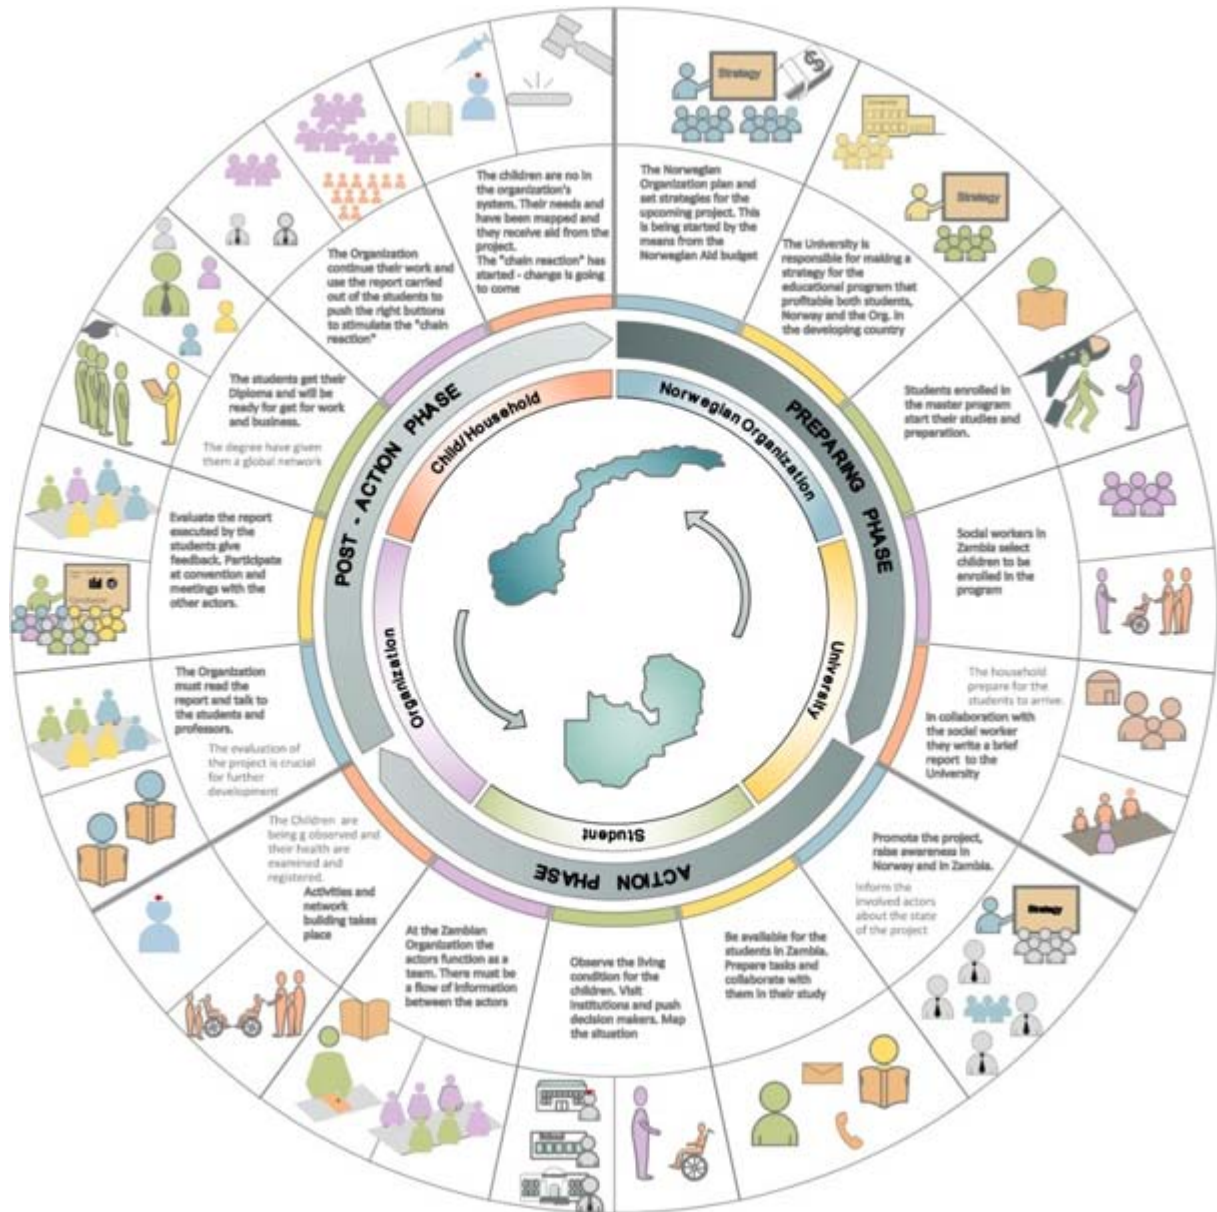 Strategy
The Norwegian
Organization plan and
set strategies for the
upcoming project. This
is being started by the
means from the
Norwegian Aid budget
Strategy
The University is
responsible for making a
strategy for the
educational program that
profitable both students,
Norway and the Org. in
the developing country
Students enrolled in
the master program
start their studies and
preparation.
Social workers in
Zambia select
children to be
enrolled in the
program
The household
prepare for the
students to arrive.
In collaboration with
the social worker
they write a brief
report to the
University
Promote the project,
raise awareness in
Norway and in Zambia.
Inform the
involved actors
about the state
of the project
Strategy
Be available for the
students in Zambia.
Prepare tasks and
collaborate with
them in their study
Observe the living
condition for the
children. Visit
institutions and push
decision makers. Map
the situation
School
At the Zambian
Organization the
actors function as a
team. There must be
a flow of information
between the actors
The Children are
being g observed and
their health are
examined and
registered.
Activities and
network
building takes
place
The Organization
must read the
report and talk to
the students and
professors.
The evaluation of
the project is crucial
for further
development
Evaluate the report
executed by the
students give
feedback. Participate
at convention and
meetings with the
other actors.
The students get their
Diploma and will be
ready for get for work
and business.
The degree have given
them a global network
The Organization
continue their work and
use the report carried
out of the students to
push the right buttons
to stimulate the "chain
reaction"
The children are no in
the organization's
system. Their needs and
have been mapped and
they receive aid from the
project.
The "chain reaction" has
started - change is going
to come
PREPARING PHASE
ACTION PHASE
POST - ACTION PHASE
Norwegian Organization
University
Student
Organization
Child/Household